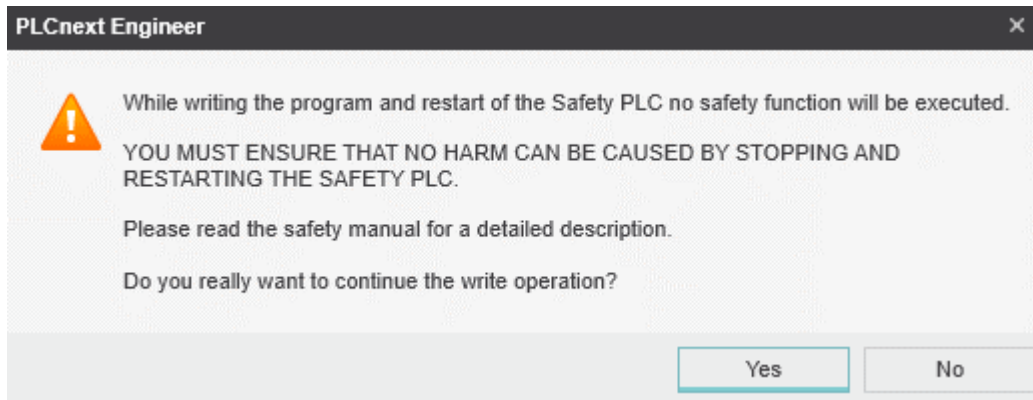 PLCnext Engineer
While writing the program and restart of the Safety PLC no safety function will be executed.
YOU MUST ENSURE THAT NO HARM CAN BE CAUSED BY STOPPING AND
RESTARTING THE SAFETY PLC.
Please read the safety manual for a detailed description.
Do you really want to continue the write operation?
Yes
No